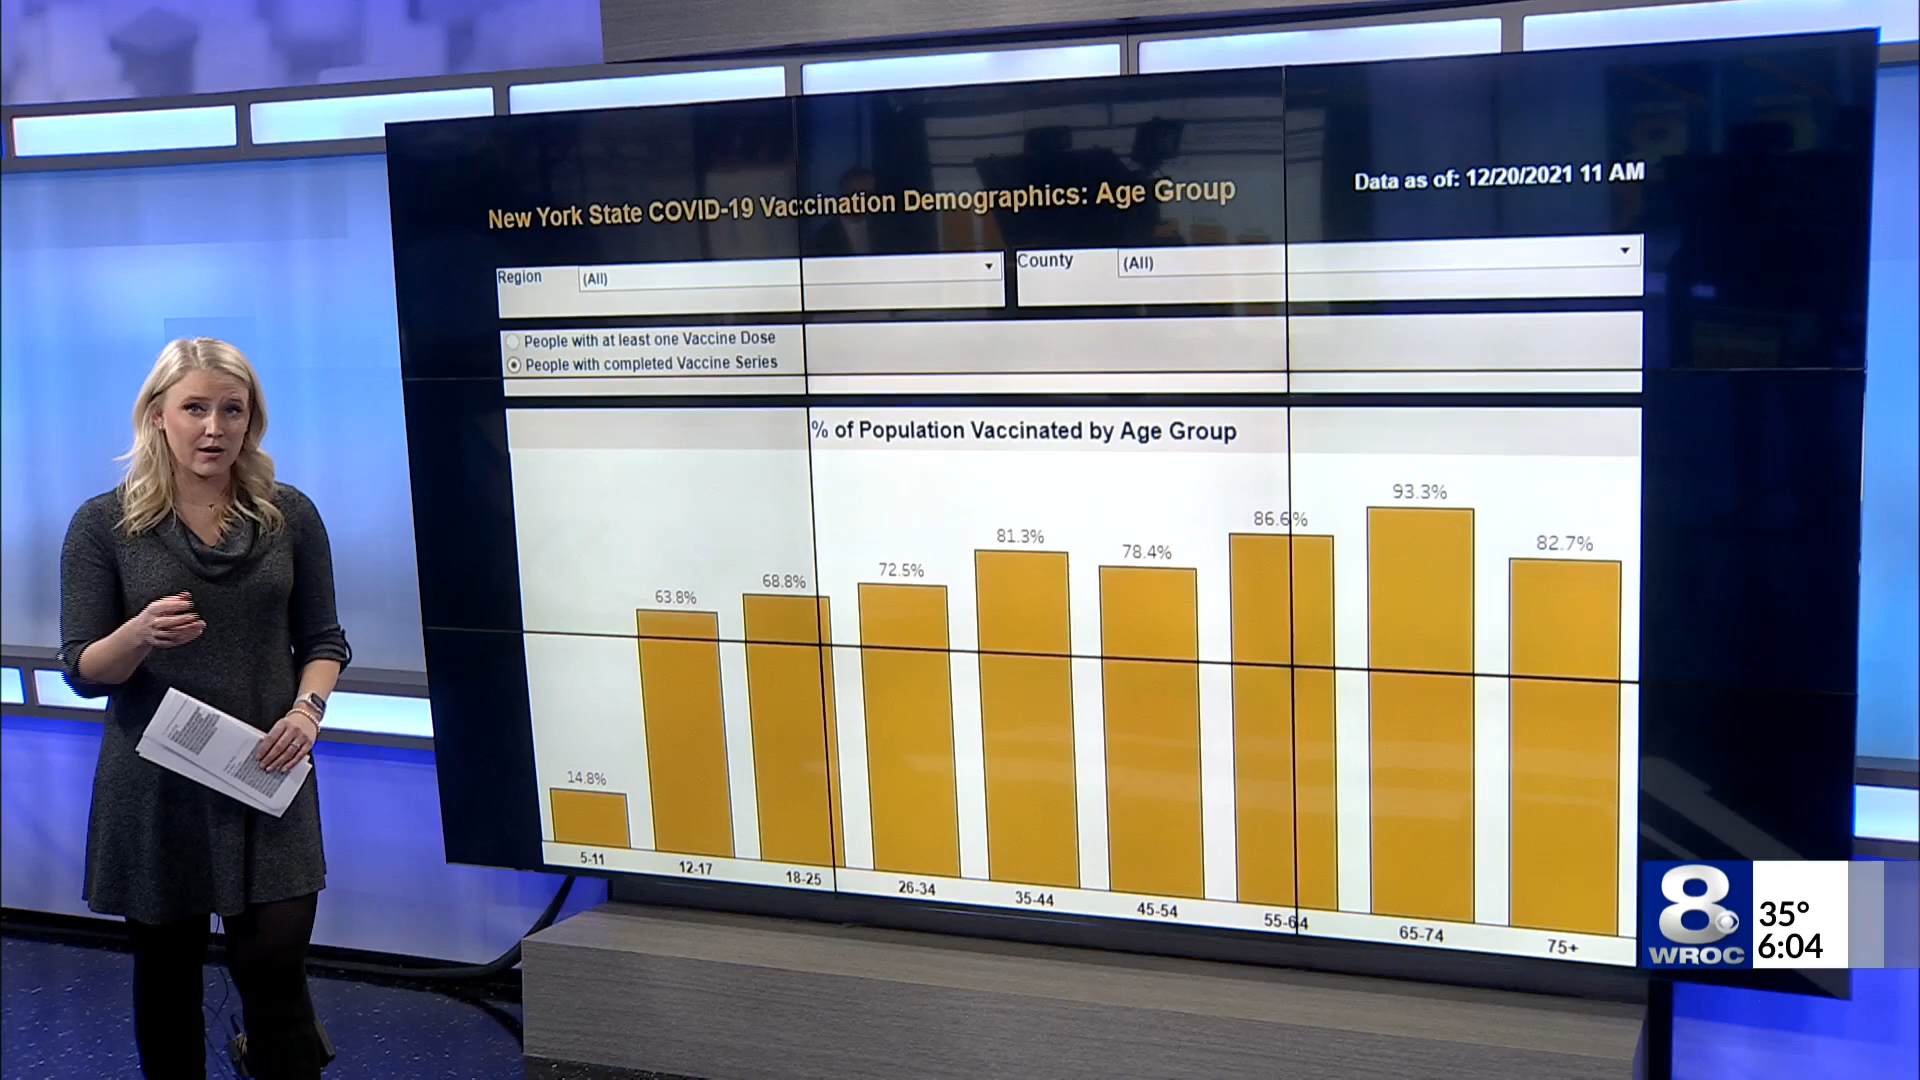 New York State COVID-19 Vaccination Demographics: Age Group
Data as of: 12/20/2021 11 AM
Region (All)
County (All)
People with at least one Vaccine Dose
People with completed Vaccine Series
% of Population Vaccinated by Age Group
14.8% 63.8% 68.8% 72.5% 81.3% 78.4% 86.6% 93.3% 82.7%
5-11 12-17 18-25 26-34 35-44 45-54 55-64 65-74 75+
8
WROC
35°
6:04